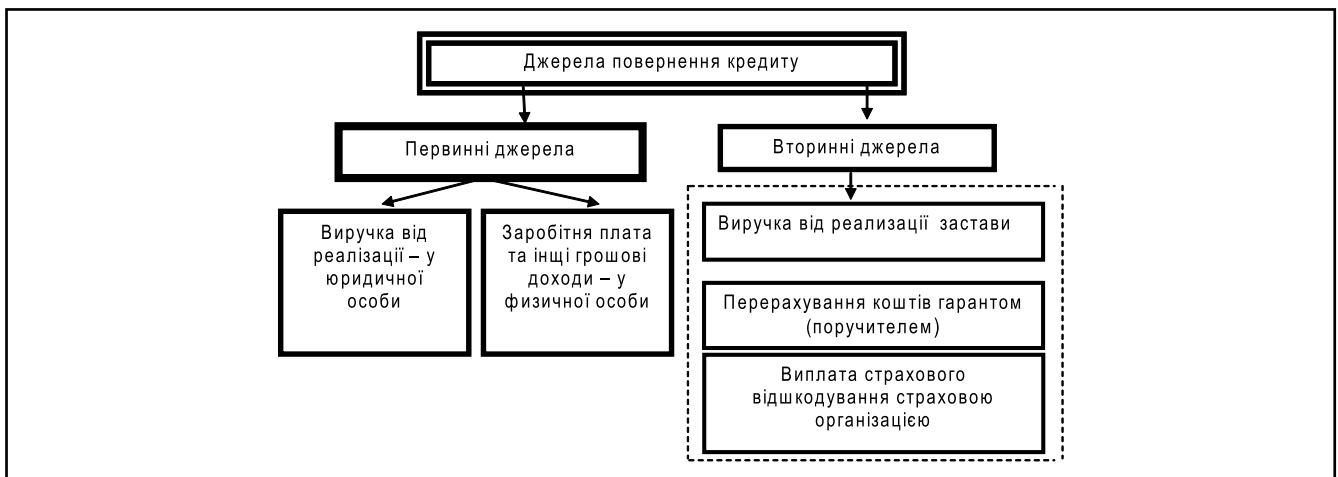 Джерела повернення кредиту
Первинні джерела
Вторинні джерела
Виручка від
реалізації – у
юридичної
особи
Заробітня плата
та інщі грошові
доходи – у
физичної особи
Виручка від реализації застави
Перерахування коштів гарантом
(поручителем)
Виплата страхового
відшкодування страховою
організацією